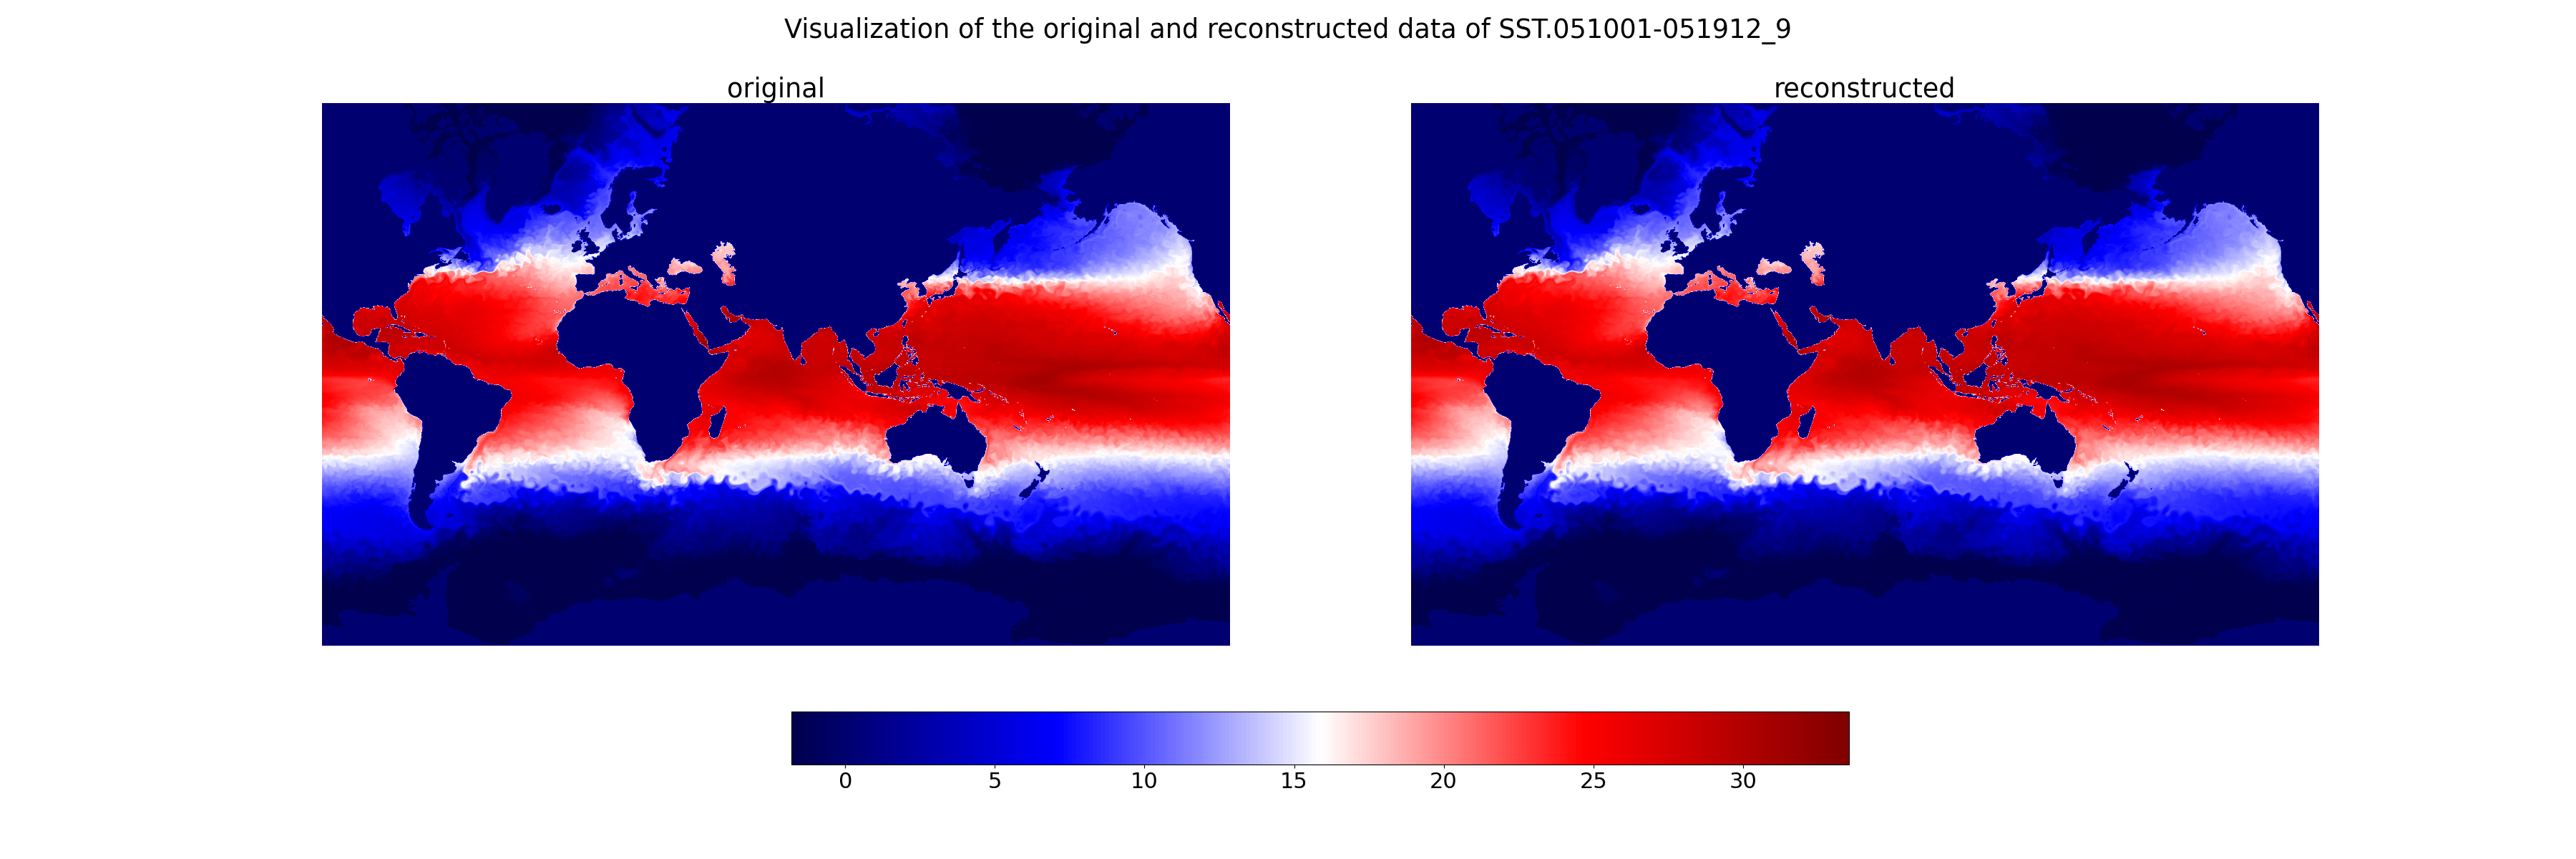 Visualization of the original and reconstructed data of SST.051001-051912_9
original
reconstructed
0 5 10 15 20 25 30